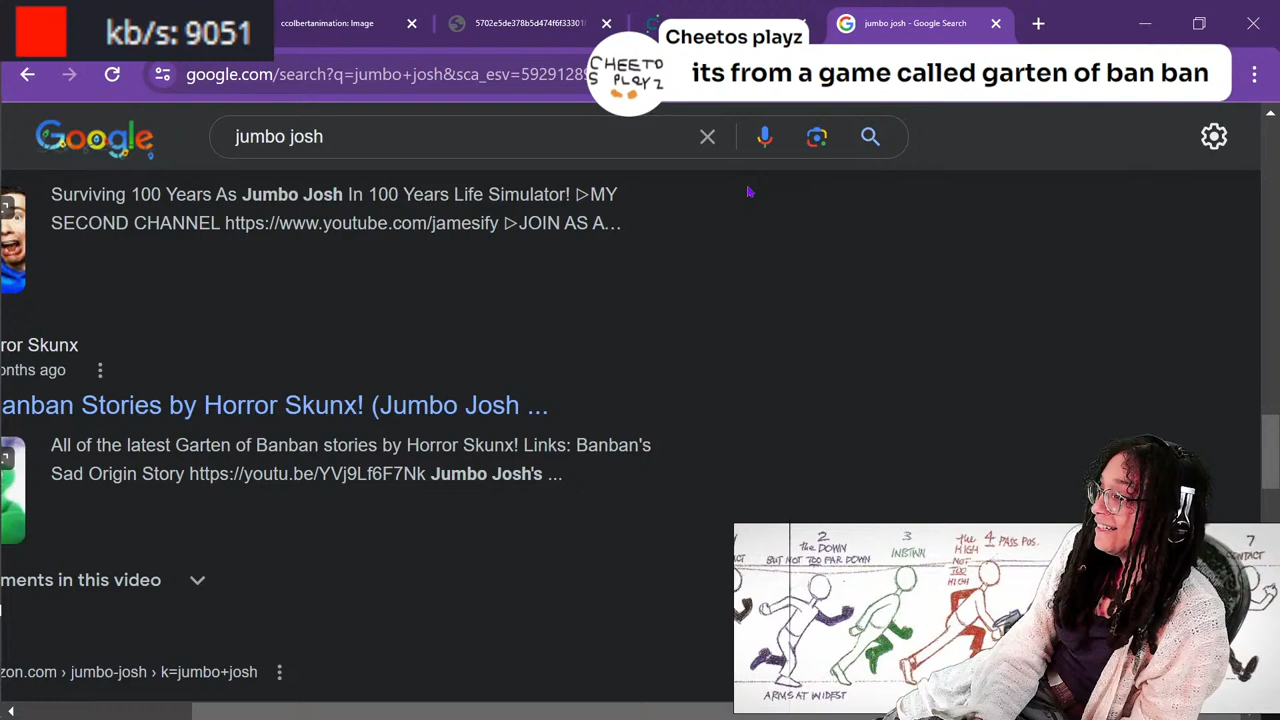 kb/s: 9051
ccolbertanimation: Image
5702e5de378b5d474f6f33301
jumbo josh - Google Search
Cheetos playz
CHEETO
S PLAYZ
its from a game called garten of ban ban
google.com/search?q=jumbo+josh&sca_esv=59291289
Google
jumbo josh
Surviving 100 Years As Jumbo Josh In 100 Years Life Simulator! ▷MY
SECOND CHANNEL https://www.youtube.com/jamesify ▷JOIN AS A…
ror Skunx
onths ago
anban Stories by Horror Skunx! (Jumbo Josh ...
All of the latest Garten of Banban stories by Horror Skunx! Links: Banban's
Sad Origin Story https://youtu.be/YVj9Lf6F7Nk Jumbo Josh's ...
ments in this video
zon.com › jumbo-josh › k=jumbo+josh
2
the DOWN
BUT NOT TOO FAR DOWN
3
the 4 PASS POS.
HIGH
NOT
TOO
HIGH
7
CONTACT
ARMS AT WIDEST